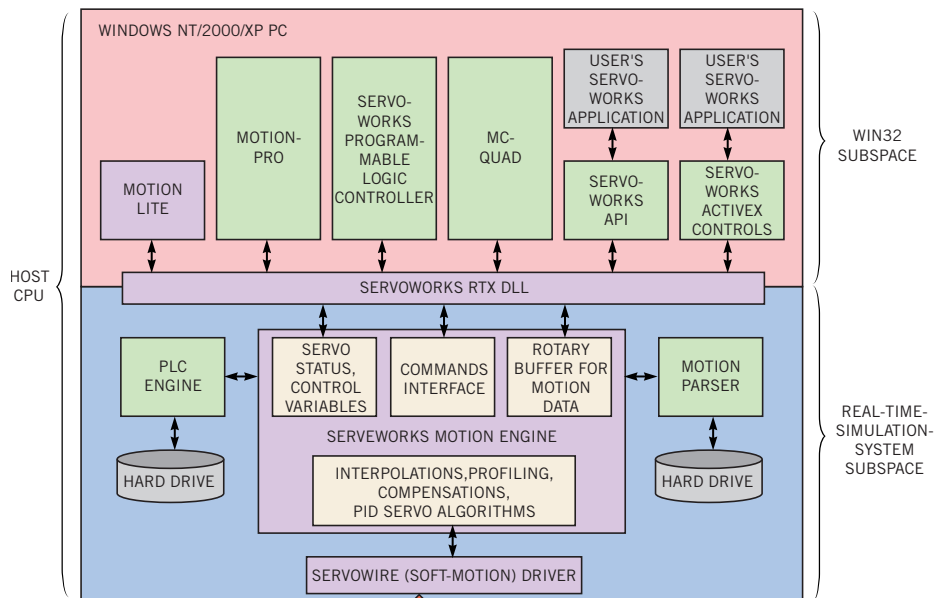 WINDOWS NT/2000/XP PC
MOTION
LITE
MOTION-
PRO
SERVO-
WORKS
PROGRAM-
MABLE
LOGIC
CONTROLLER
MC-
QUAD
USER'S
SERVO-
WORKS
APPLICATION
SERVO-
WORKS
API
USER'S
SERVO-
WORKS
APPLICATION
SERVO-
WORKS
ACTIVEX
CONTROLS
WIN32
SUBSPACE
HOST
CPU
SERVOWORKS RTX DLL
PLC
ENGINE
HARD DRIVE
SERVO
STATUS,
CONTROL
VARIABLES
COMMANDS
INTERFACE
ROTARY
BUFFER FOR
MOTION
DATA
SERVEWORKS MOTION ENGINE
INTERPOLATIONS,PROFILING,
COMPENSATIONS,
PID SERVO ALGORITHMS
MOTION
PARSER
HARD DRIVE
REAL-TIME-
SIMULATION-
SYSTEM
SUBSPACE
SERVOWIRE (SOFT-MOTION) DRIVER